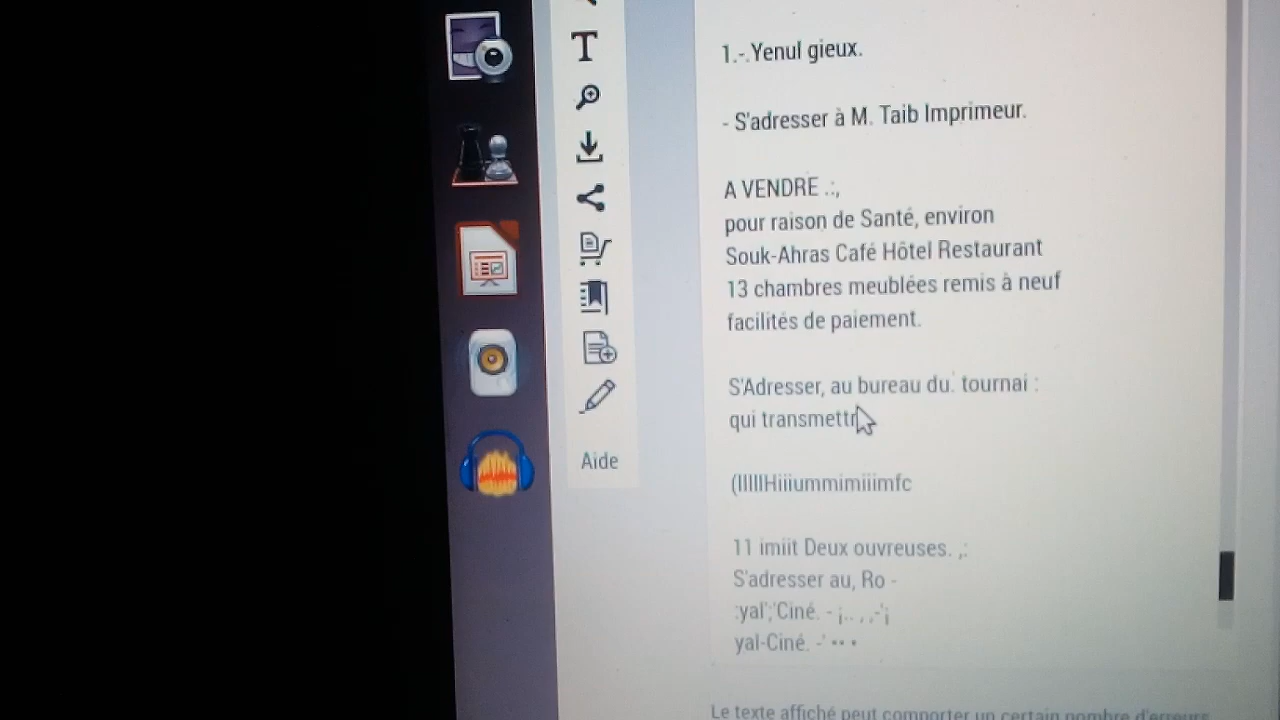 T
1.-.Yenul gieux.
- S'adresser à M. Taib Imprimeur.
A VENDRE .:,
pour raison de Santé, environ
Souk-Ahras Café Hôtel Restaurant
13 chambres meublées remis à neuf
facilités de paiement.
S'Adresser, au bureau du. tournai :
qui transmettr
(IIIIIHiiiummimiiimfc
11 imiit Deux ouvreuses. ,:
S'adresser au, Ro -
:yal';'Ciné. - ¡.. , ,-'¡
yal-Ciné. -' •• •
Le texte affiché peut comporter un certain nombre d'erreurs
Aide